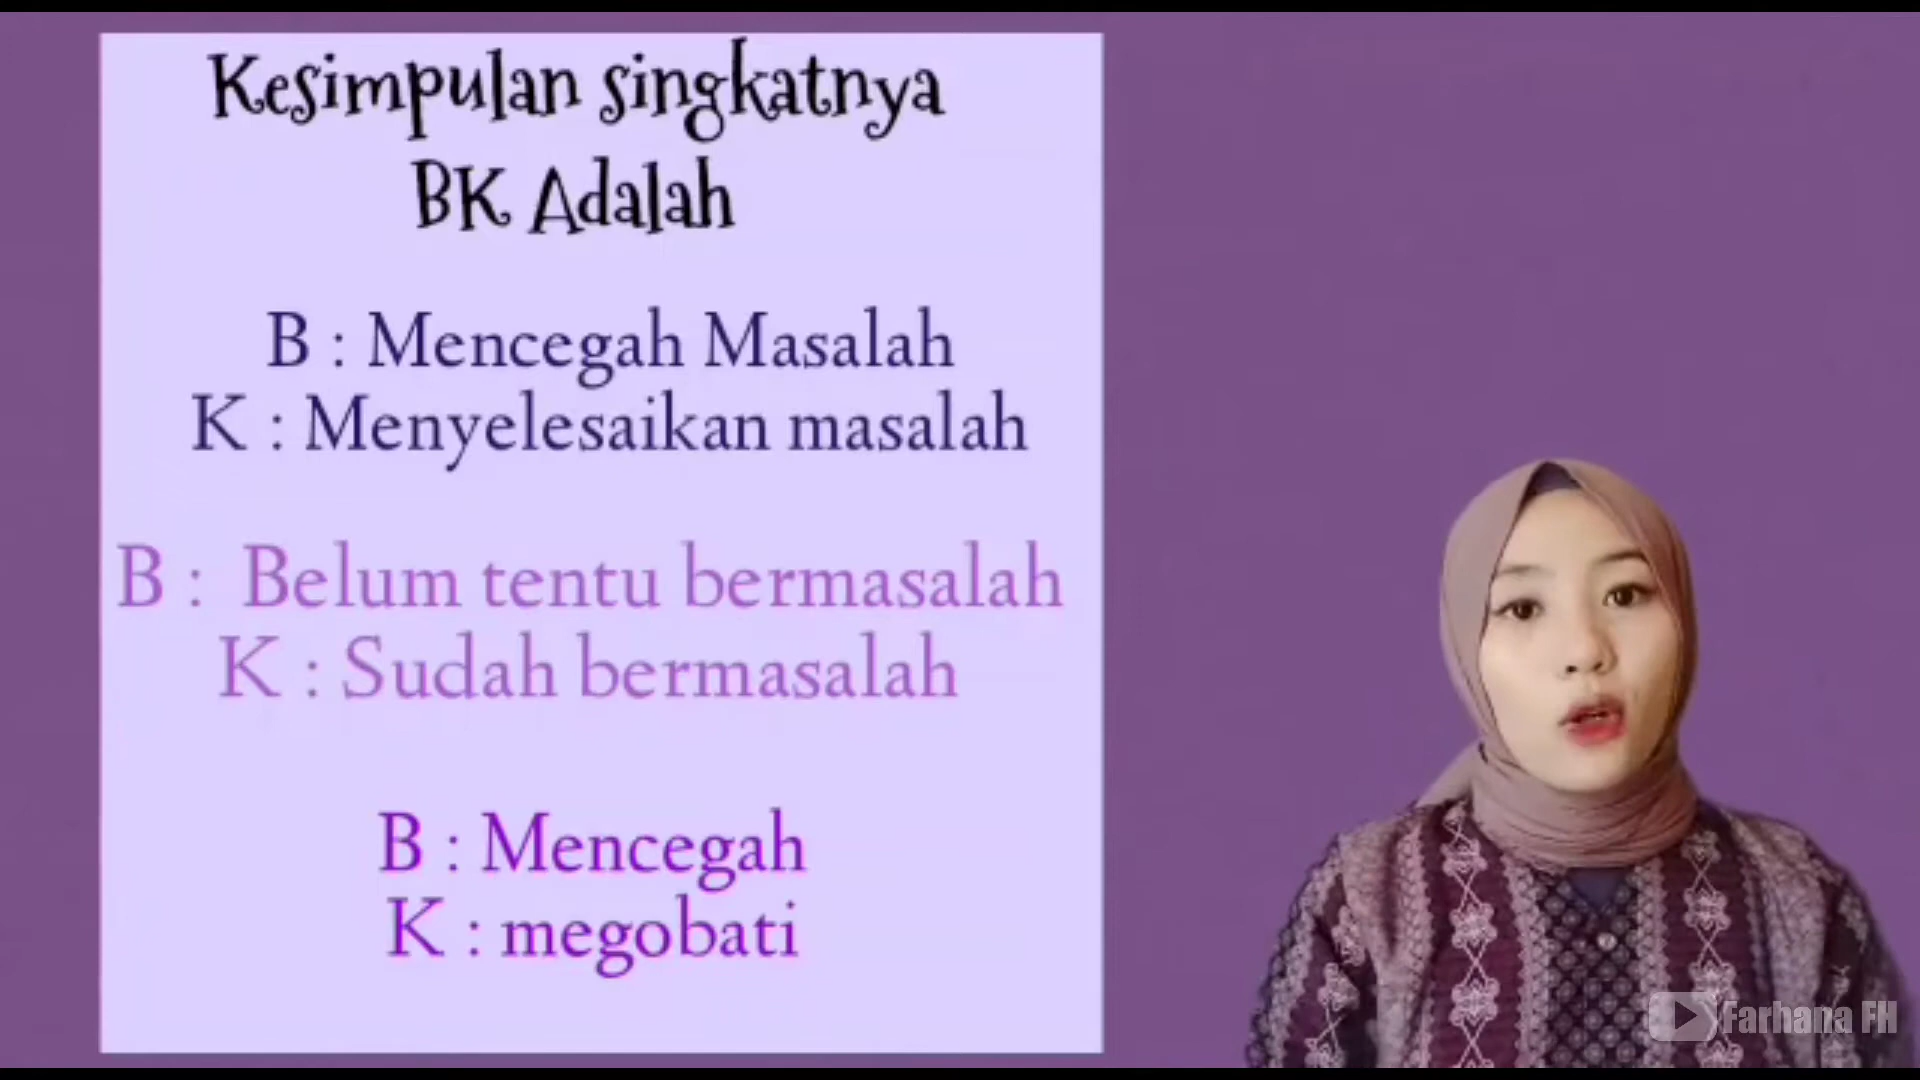 Kesimpulan singkatnya
BK Adalah
B : Mencegah Masalah
K : Menyelesaikan masalah
B : Belum tentu bermasalah
K : Sudah bermasalah
B : Mencegah
K : megobati
Farhana FH